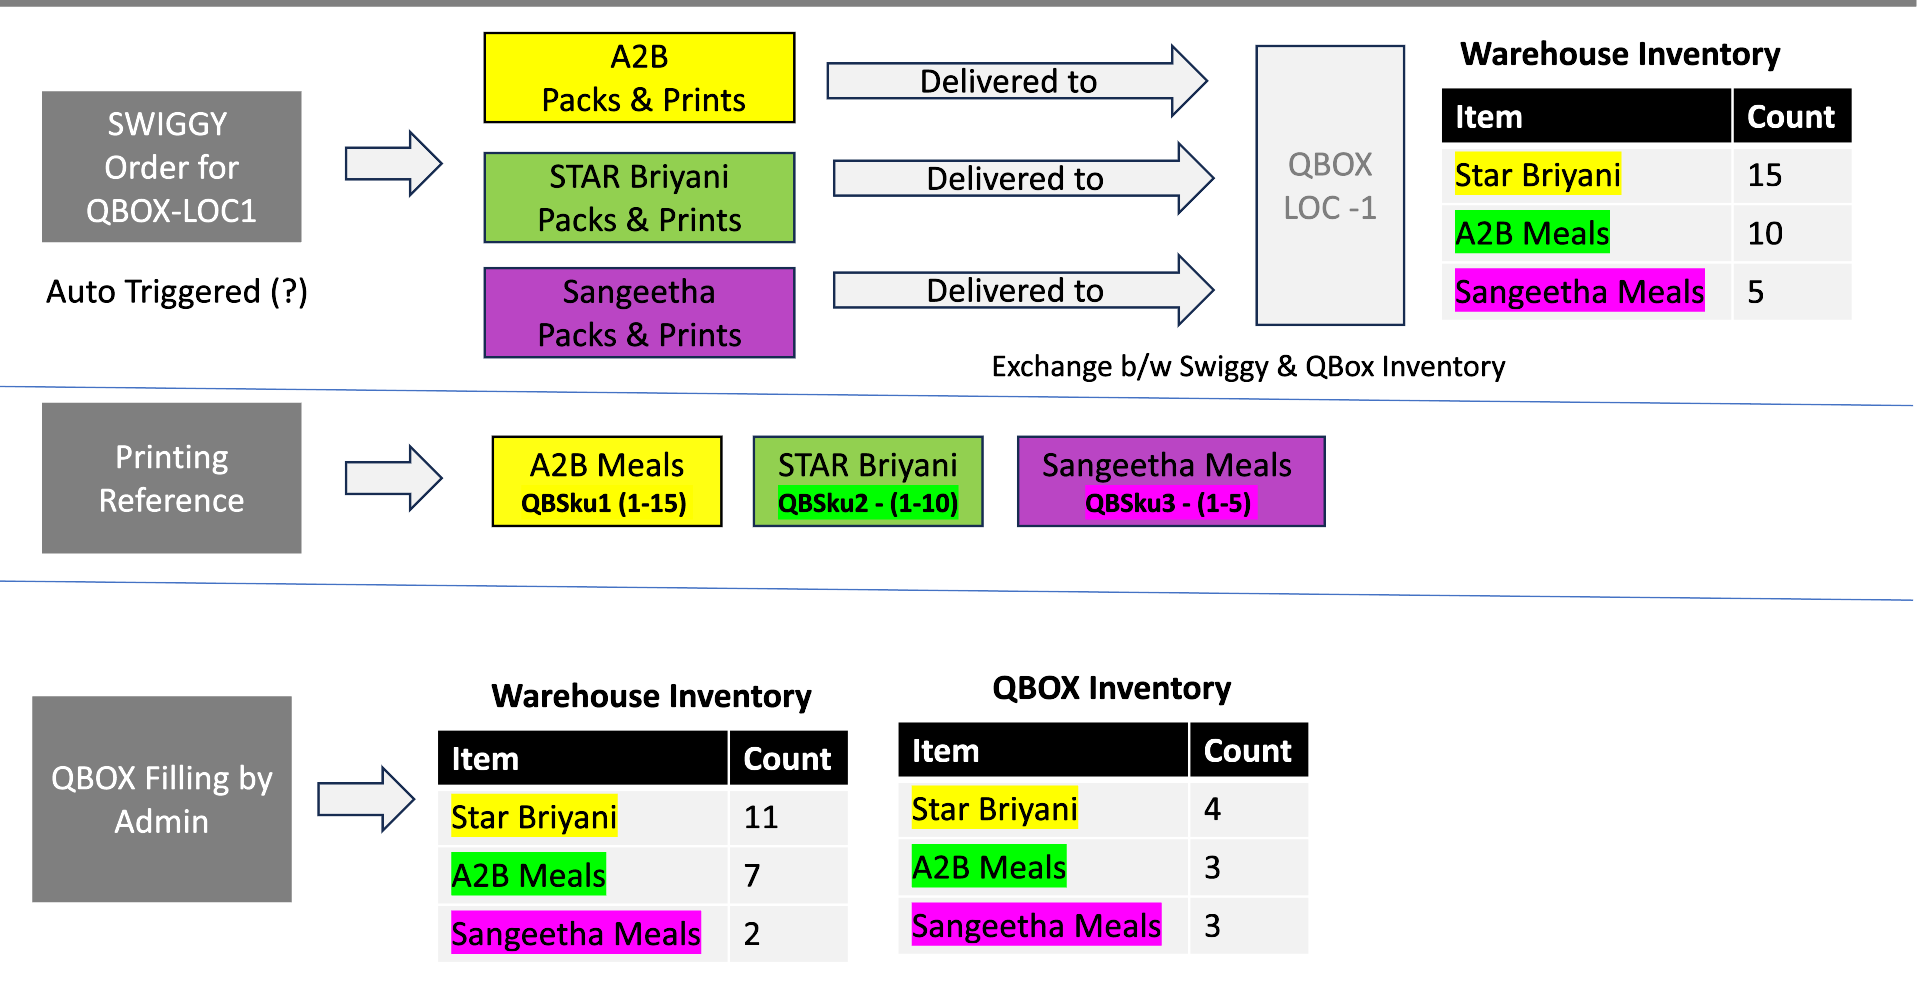 SWIGGY
Order for
QBOX-LOC1
Auto Triggered (?)
A2B
Packs & Prints
STAR Briyani
Packs & Prints
Sangeetha
Packs & Prints
Delivered to
Delivered to
Delivered to
QBOX
LOC -1
Warehouse Inventory
Item Count
Star Briyani 15
A2B Meals 10
Sangeetha Meals 5
Exchange b/w Swiggy & QBox Inventory
Printing
Reference
A2B Meals
QBSku1 (1-15)
STAR Briyani
QBSku2 - (1-10)
Sangeetha Meals
QBSku3 - (1-5)
QBOX Filling by
Admin
Warehouse Inventory
Item Count
Star Briyani 11
A2B Meals 7
Sangeetha Meals 2
QBOX Inventory
Item Count
Star Briyani 4
A2B Meals 3
Sangeetha Meals 3